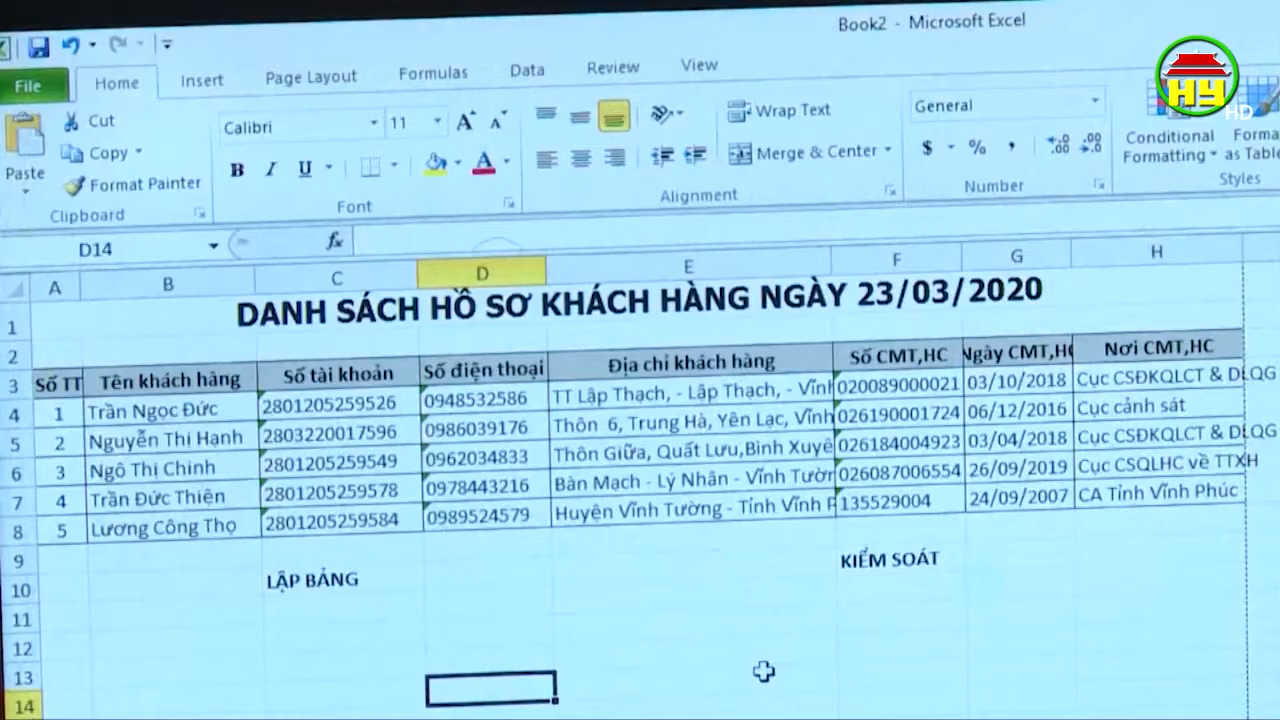 Book2 - Microsoft Excel
File Home Insert Page Layout Formulas Data Review View
HY
HD
Cut
Copy
Format Painter
Paste
Clipboard
Calibri 11
B I U A
Font
Wrap Text
Merge & Center
Alignment
General
$ % ,
Number
Conditional Formatting
as Table
Styles
D14 fx
A B C D E F G H
1 DANH SÁCH HỒ SƠ KHÁCH HÀNG NGÀY 23/03/2020
2
3 Số TT Tên khách hàng Số tài khoản Số điện thoại Địa chỉ khách hàng Số CMT,HC Ngày CMT,HC Nơi CMT,HC
4 1 Trần Ngọc Đức 2801205259526 0948532586 TT Lập Thạch, - Lập Thạch, - Vĩnh 020089000021 03/10/2018 Cục CSĐKQLCT & DLQG
5 2 Nguyễn Thị Hạnh 2803220017596 0986039176 Thôn 6, Trung Hà, Yên Lạc, Vĩnh 026190001724 06/12/2016 Cục cảnh sát
6 3 Ngô Thị Chinh 2801205259549 0962034833 Thôn Giữa, Quất Lưu,Bình Xuyê 026184004923 03/04/2018 Cục CSĐKQLCT & DLQG
7 4 Trần Đức Thiện 2801205259578 0978443216 Bàn Mạch - Lý Nhân - Vĩnh Tườn 026087006554 26/09/2019 Cục CSQLHC về TTXH
8 5 Lương Công Thọ 2801205259584 0989524579 Huyện Vĩnh Tường - Tỉnh Vĩnh P 135529004 24/09/2007 CA Tỉnh Vĩnh Phúc
9
10 LẬP BẢNG KIỂM SOÁT
11
12
13
14